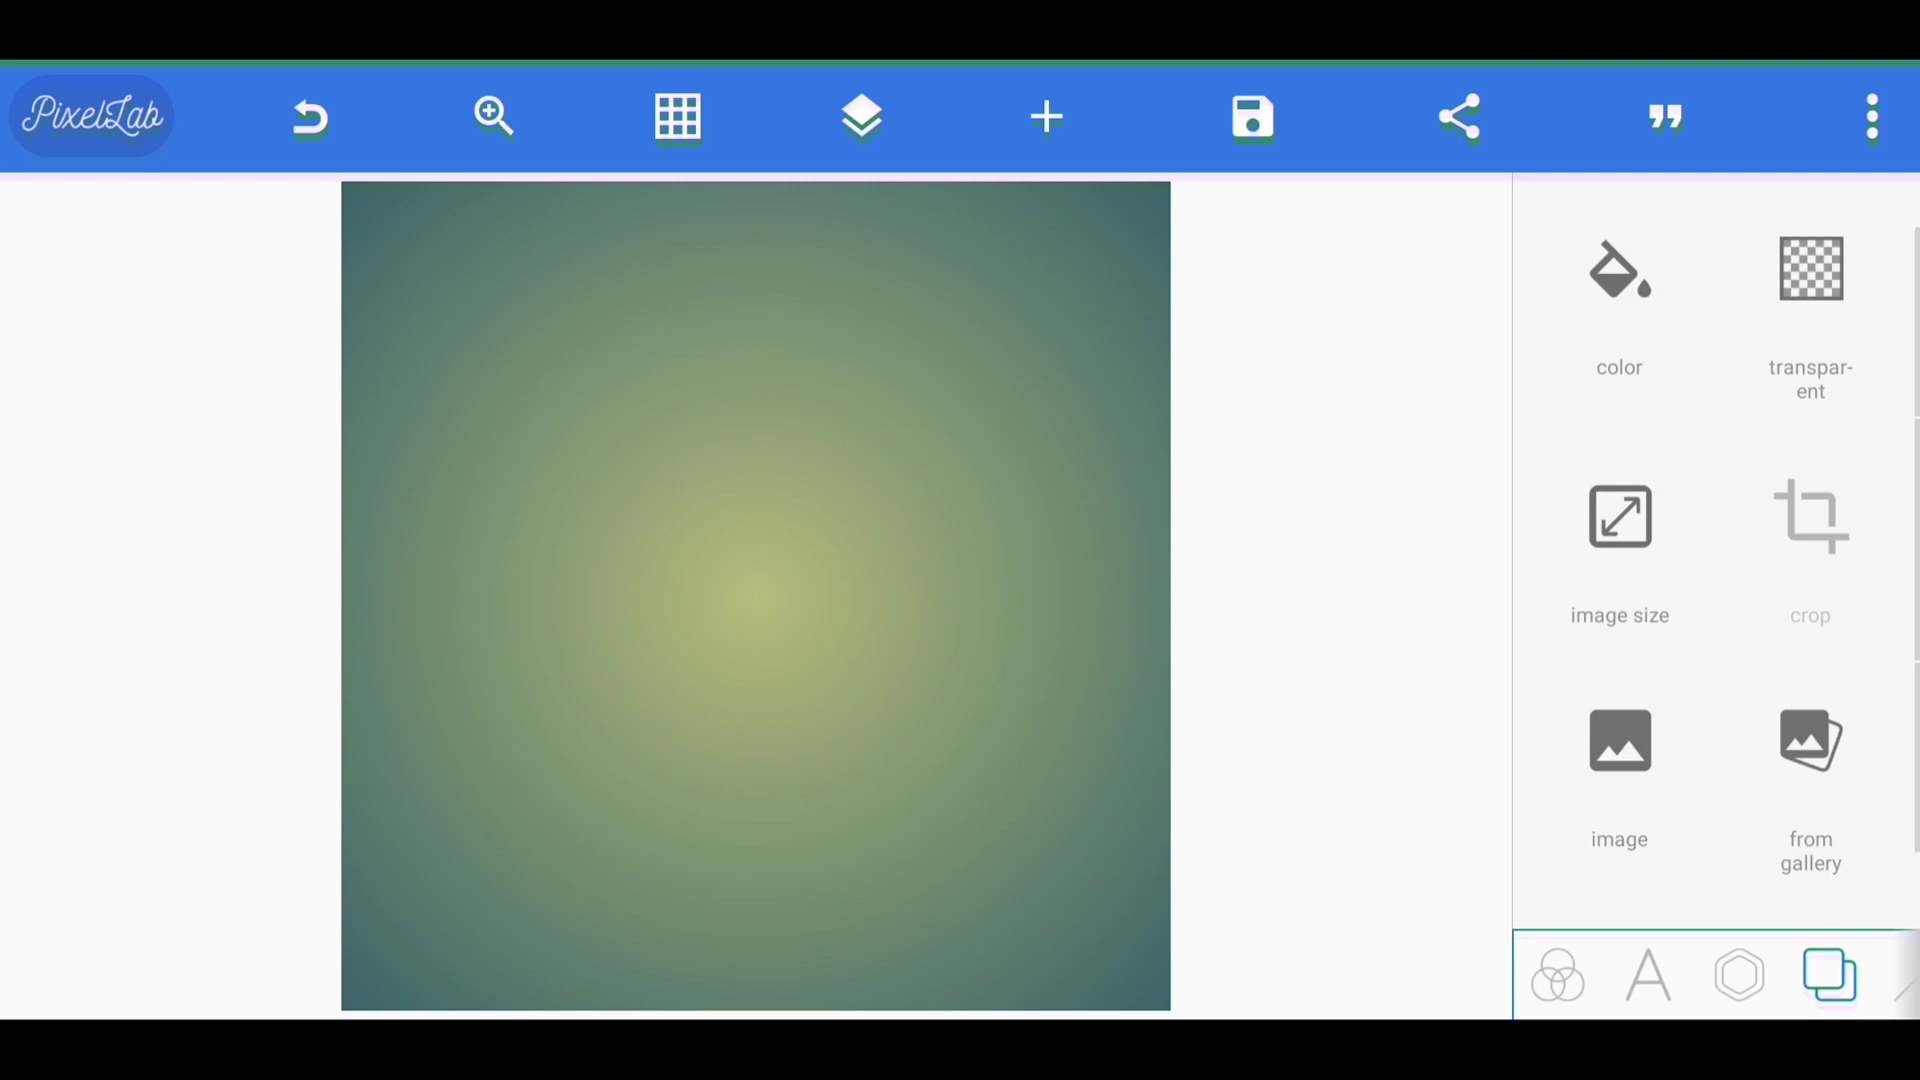 PixelLab
color
transpar-
ent
image size
crop
image
from
gallery